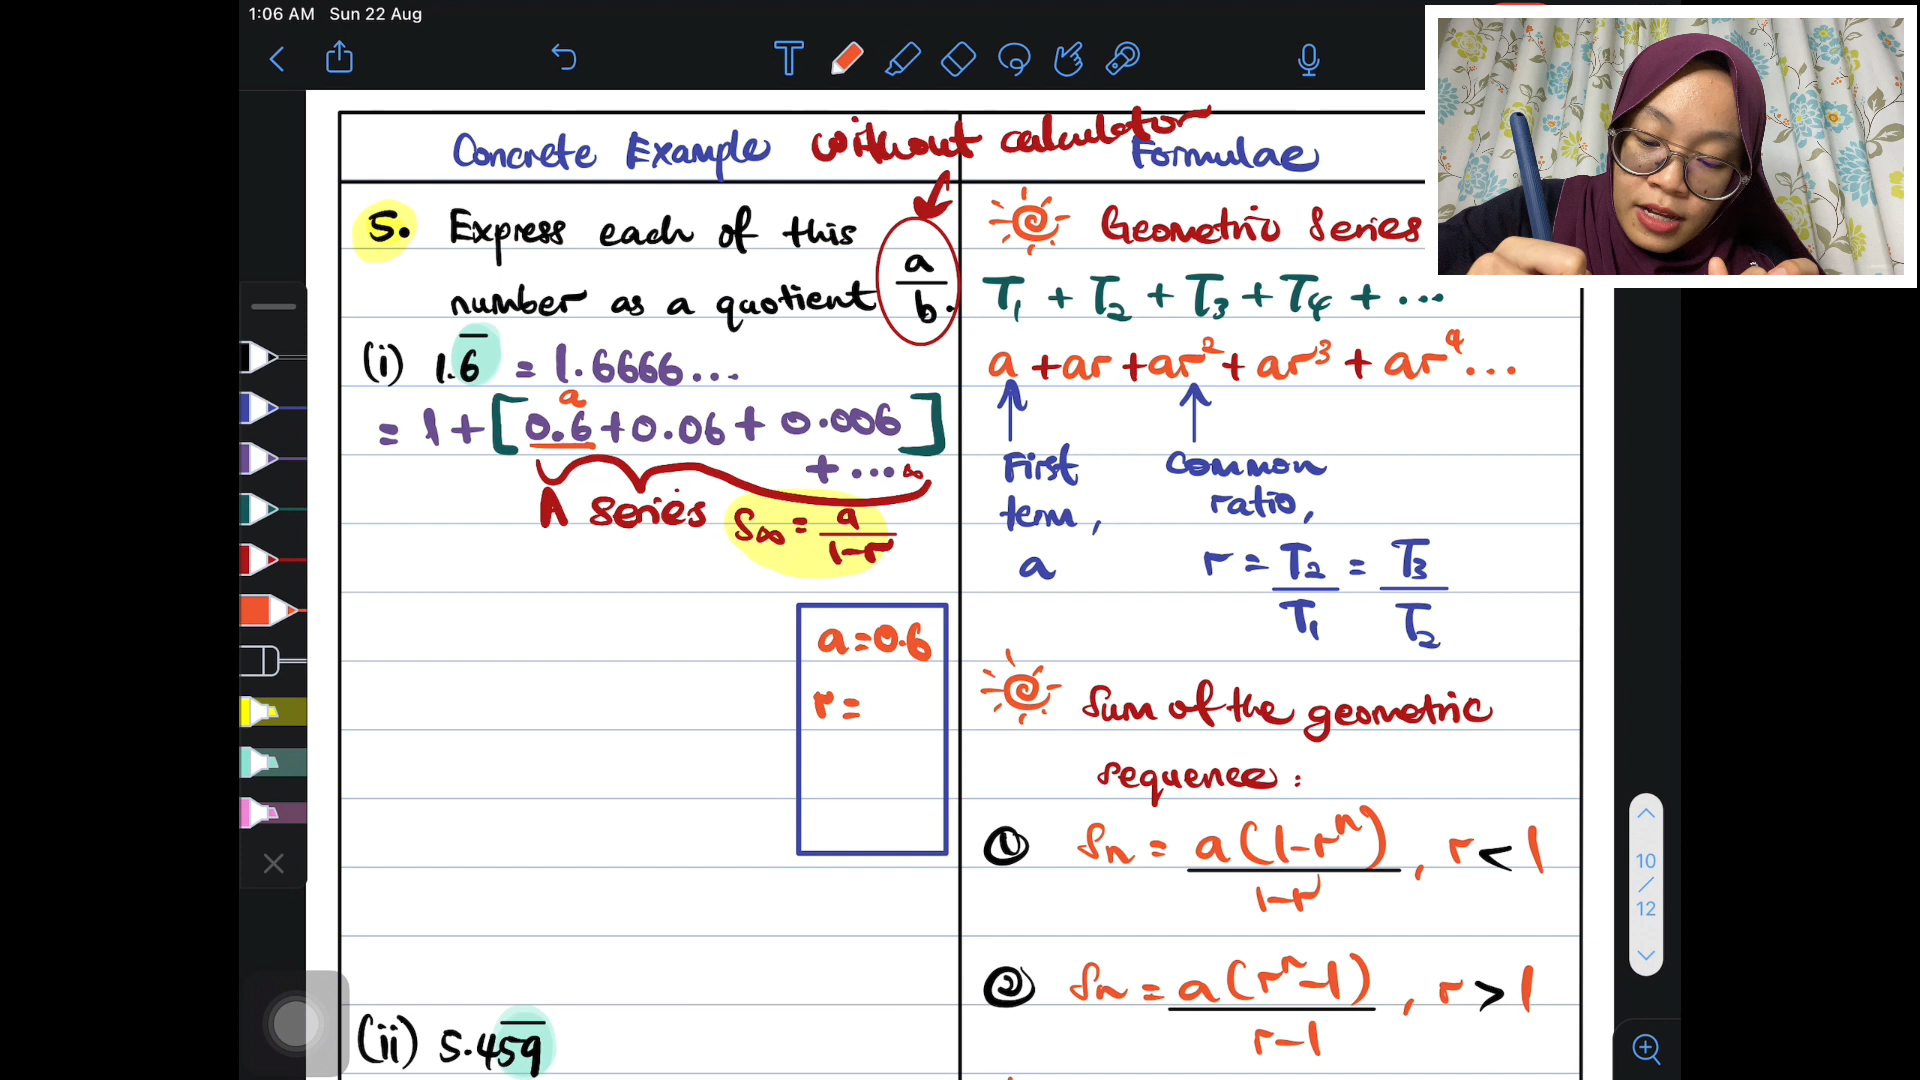 1:06 AM Sun 22 Aug
Concrete Example
without calculator
Formulae
5. Express each of this
number as a quotient a/b.
(i) 1.6̅ = 1.6666...
a
= 1 + [0.6 + 0.06 + 0.006]
+ ... ∞
A series S∞ = a/(1-r)
a = 0.6
r =
(ii) 5.45̅9̅
Geometric Series
T₁ + T₂ + T₃ + T₄ + ...
a + ar + ar² + ar³ + ar⁴ ...
First
term,
a
Common
ratio,
r = T₂/T₁ = T₃/T₂
Sum of the geometric
sequence :
① Sn = a(1-rⁿ)/(1-r) , r < 1
② Sn = a(rⁿ-1)/(r-1) , r > 1
10
/
12